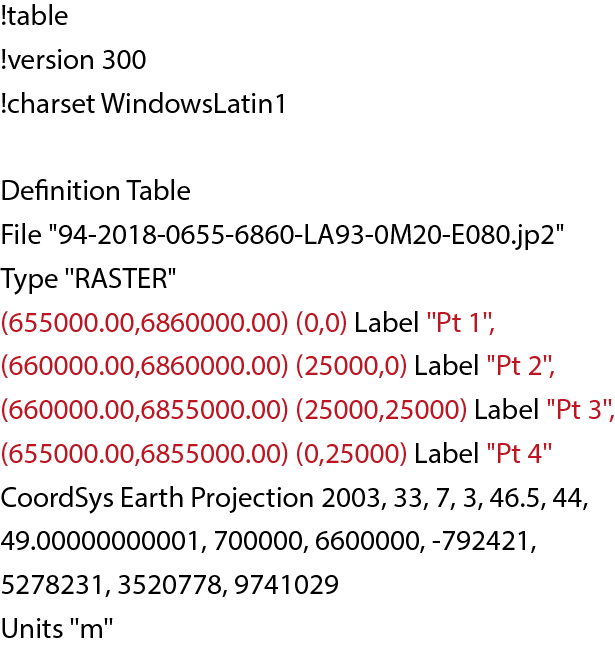 !table
!version 300
!charset WindowsLatin1

Definition Table
File "94-2018-0655-6860-LA93-0M20-E080.jp2"
Type "RASTER"
(655000.00,6860000.00) (0,0) Label "Pt 1",
(660000.00,6860000.00) (25000,0) Label "Pt 2",
(660000.00,6855000.00) (25000,25000) Label "Pt 3",
(655000.00,6855000.00) (0,25000) Label "Pt 4"
CoordSys Earth Projection 2003, 33, 7, 3, 46.5, 44,
49.00000000001, 700000, 6600000, -792421,
5278231, 3520778, 9741029
Units "m"